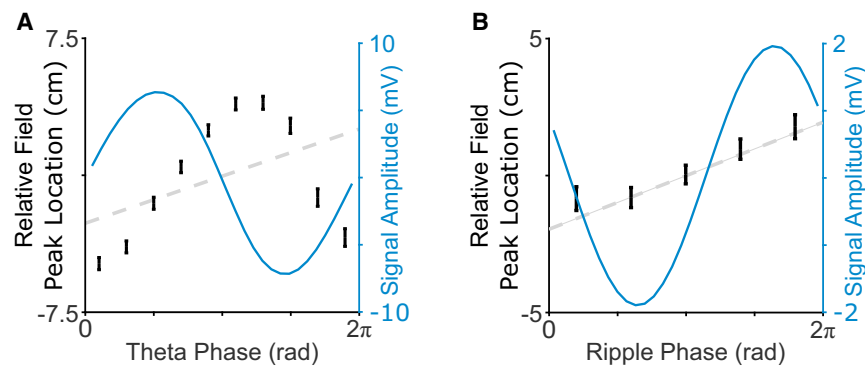 A
7.5
10
Relative Field
Peak Location (cm)
Signal Amplitude (mV)
-7.5
-10
0
2π
Theta Phase (rad)
B
5
2
Relative Field
Peak Location (cm)
Signal Amplitude (mV)
-5
-2
0
2π
Ripple Phase (rad)